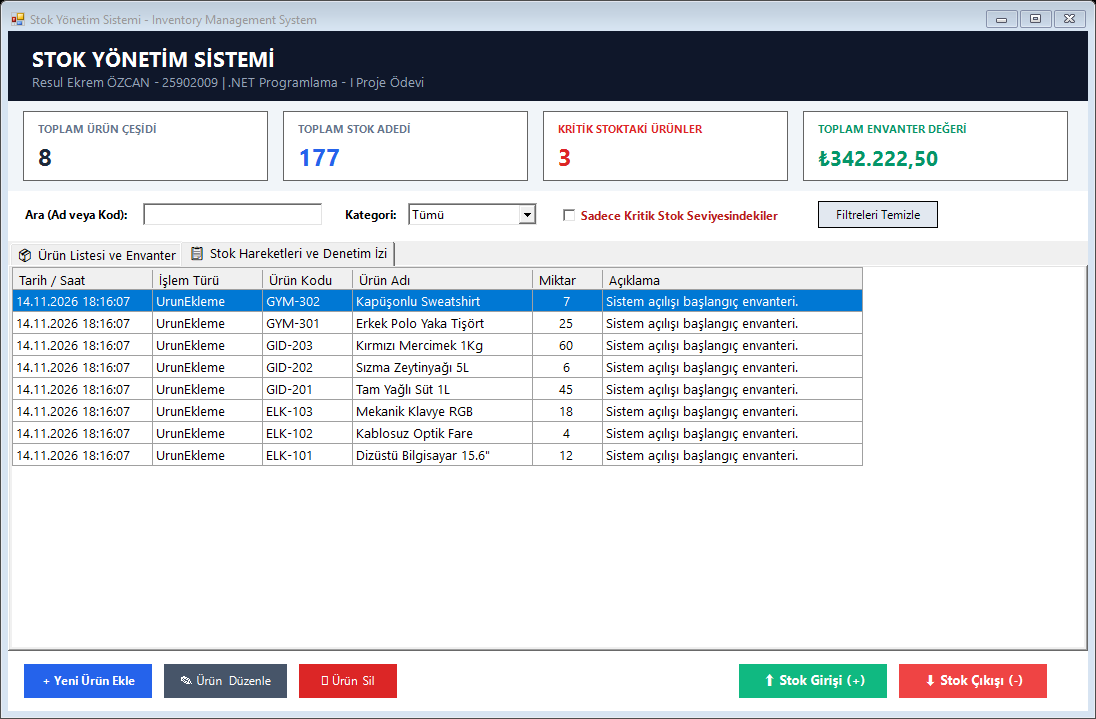 Stok Yönetim Sistemi - Inventory Management System
STOK YÖNETİM SİSTEMİ
Resul Ekrem ÖZCAN - 25902009 | .NET Programlama - I Proje Ödevi
TOPLAM ÜRÜN ÇEŞİDİ
8
TOPLAM STOK ADEDİ
177
KRİTİK STOKTAKİ ÜRÜNLER
3
TOPLAM ENVANTER DEĞERİ
₺342.222,50
Ara (Ad veya Kod): Kategori: Tümü Sadece Kritik Stok Seviyesindekiler Filtreleri Temizle
Ürün Listesi ve Envanter Stok Hareketleri ve Denetim İzi
Tarih / Saat İşlem Türü Ürün Kodu Ürün Adı Miktar Açıklama
14.11.2026 18:16:07 UrunEkleme GYM-302 Kapüşonlu Sweatshirt 7 Sistem açılışı başlangıç envanteri.
14.11.2026 18:16:07 UrunEkleme GYM-301 Erkek Polo Yaka Tişört 25 Sistem açılışı başlangıç envanteri.
14.11.2026 18:16:07 UrunEkleme GID-203 Kırmızı Mercimek 1Kg 60 Sistem açılışı başlangıç envanteri.
14.11.2026 18:16:07 UrunEkleme GID-202 Sızma Zeytinyağı 5L 6 Sistem açılışı başlangıç envanteri.
14.11.2026 18:16:07 UrunEkleme GID-201 Tam Yağlı Süt 1L 45 Sistem açılışı başlangıç envanteri.
14.11.2026 18:16:07 UrunEkleme ELK-103 Mekanik Klavye RGB 18 Sistem açılışı başlangıç envanteri.
14.11.2026 18:16:07 UrunEkleme ELK-102 Kablosuz Optik Fare 4 Sistem açılışı başlangıç envanteri.
14.11.2026 18:16:07 UrunEkleme ELK-101 Dizüstü Bilgisayar 15.6" 12 Sistem açılışı başlangıç envanteri.
+ Yeni Ürün Ekle ✎ Ürün Düzenle Ürün Sil ⬆ Stok Girişi (+) ⬇ Stok Çıkışı (-)